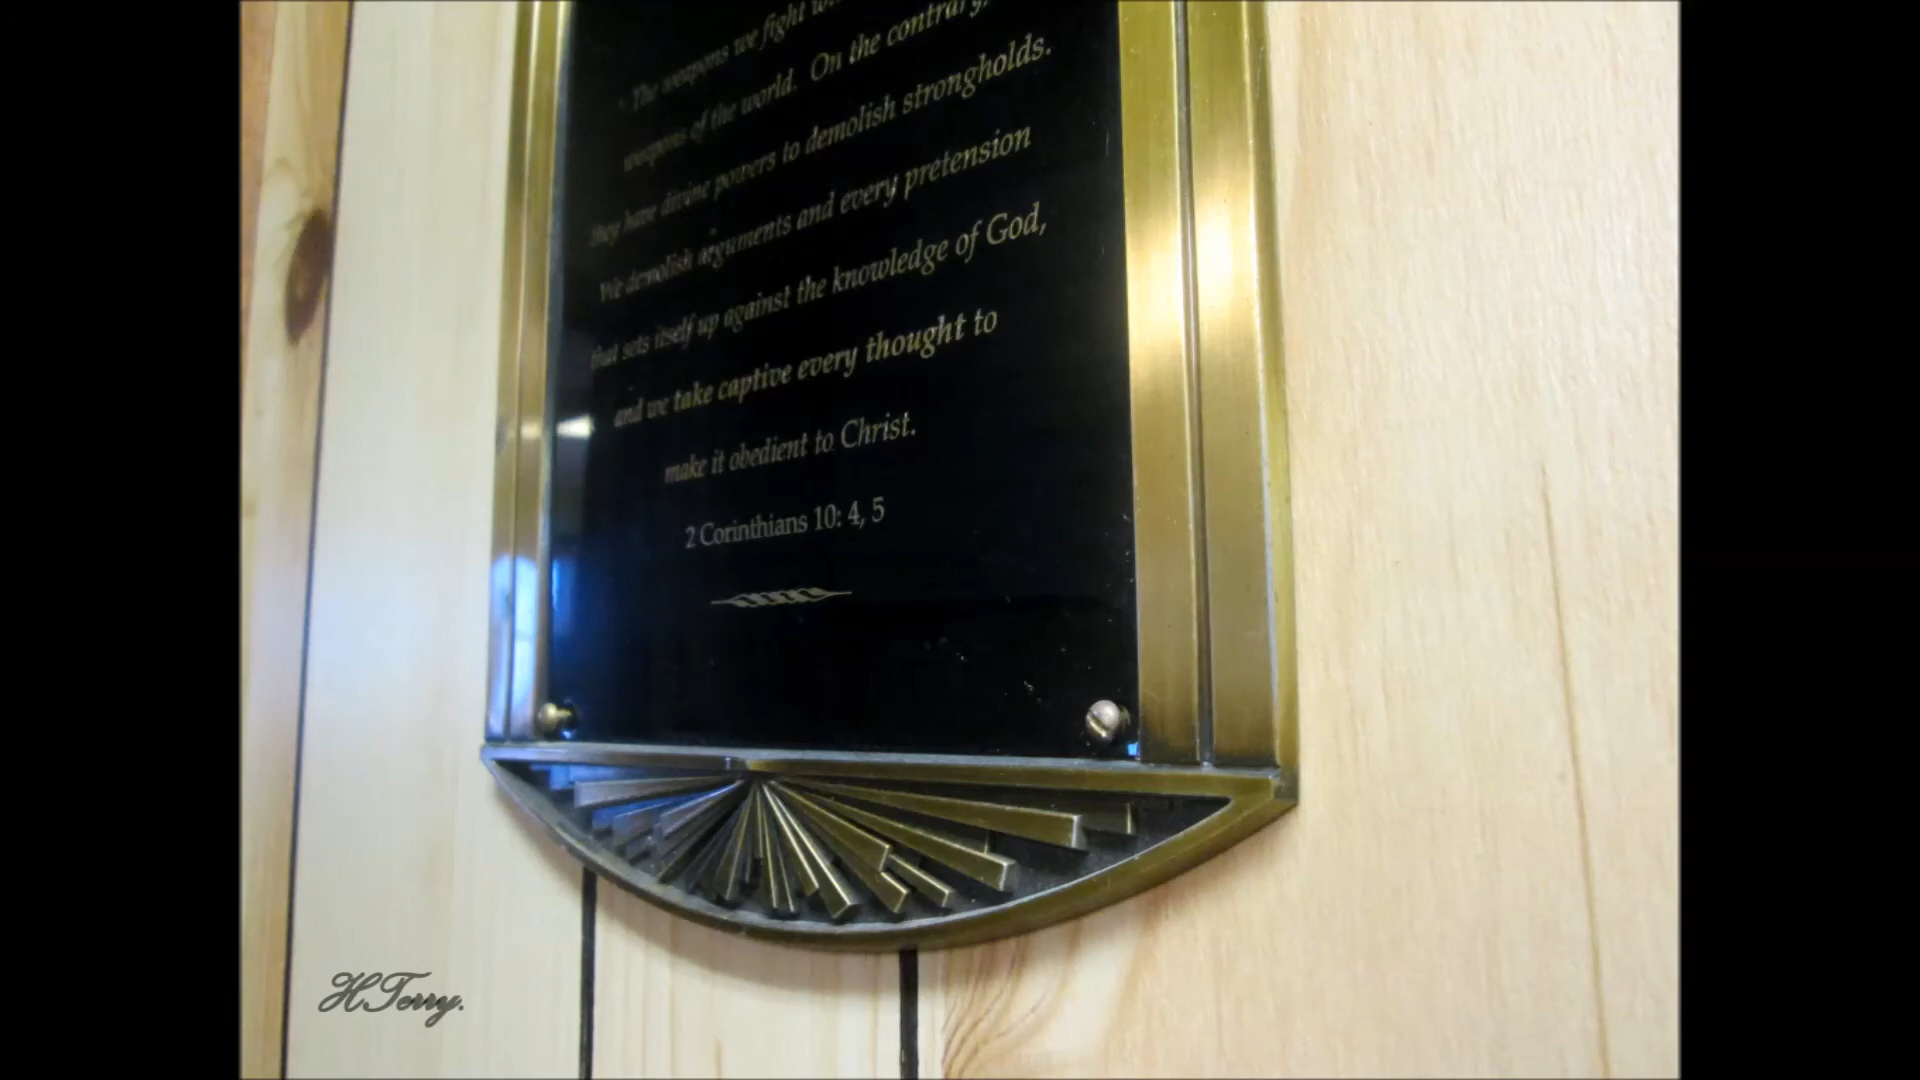 The weapons we fight
weapons of the world. On the contrary,
they have divine powers to demolish strongholds.
We demolish arguments and every pretension
that sets itself up against the knowledge of God,
and we take captive every thought to
make it obedient to Christ.
2 Corinthians 10: 4, 5
HTerry.